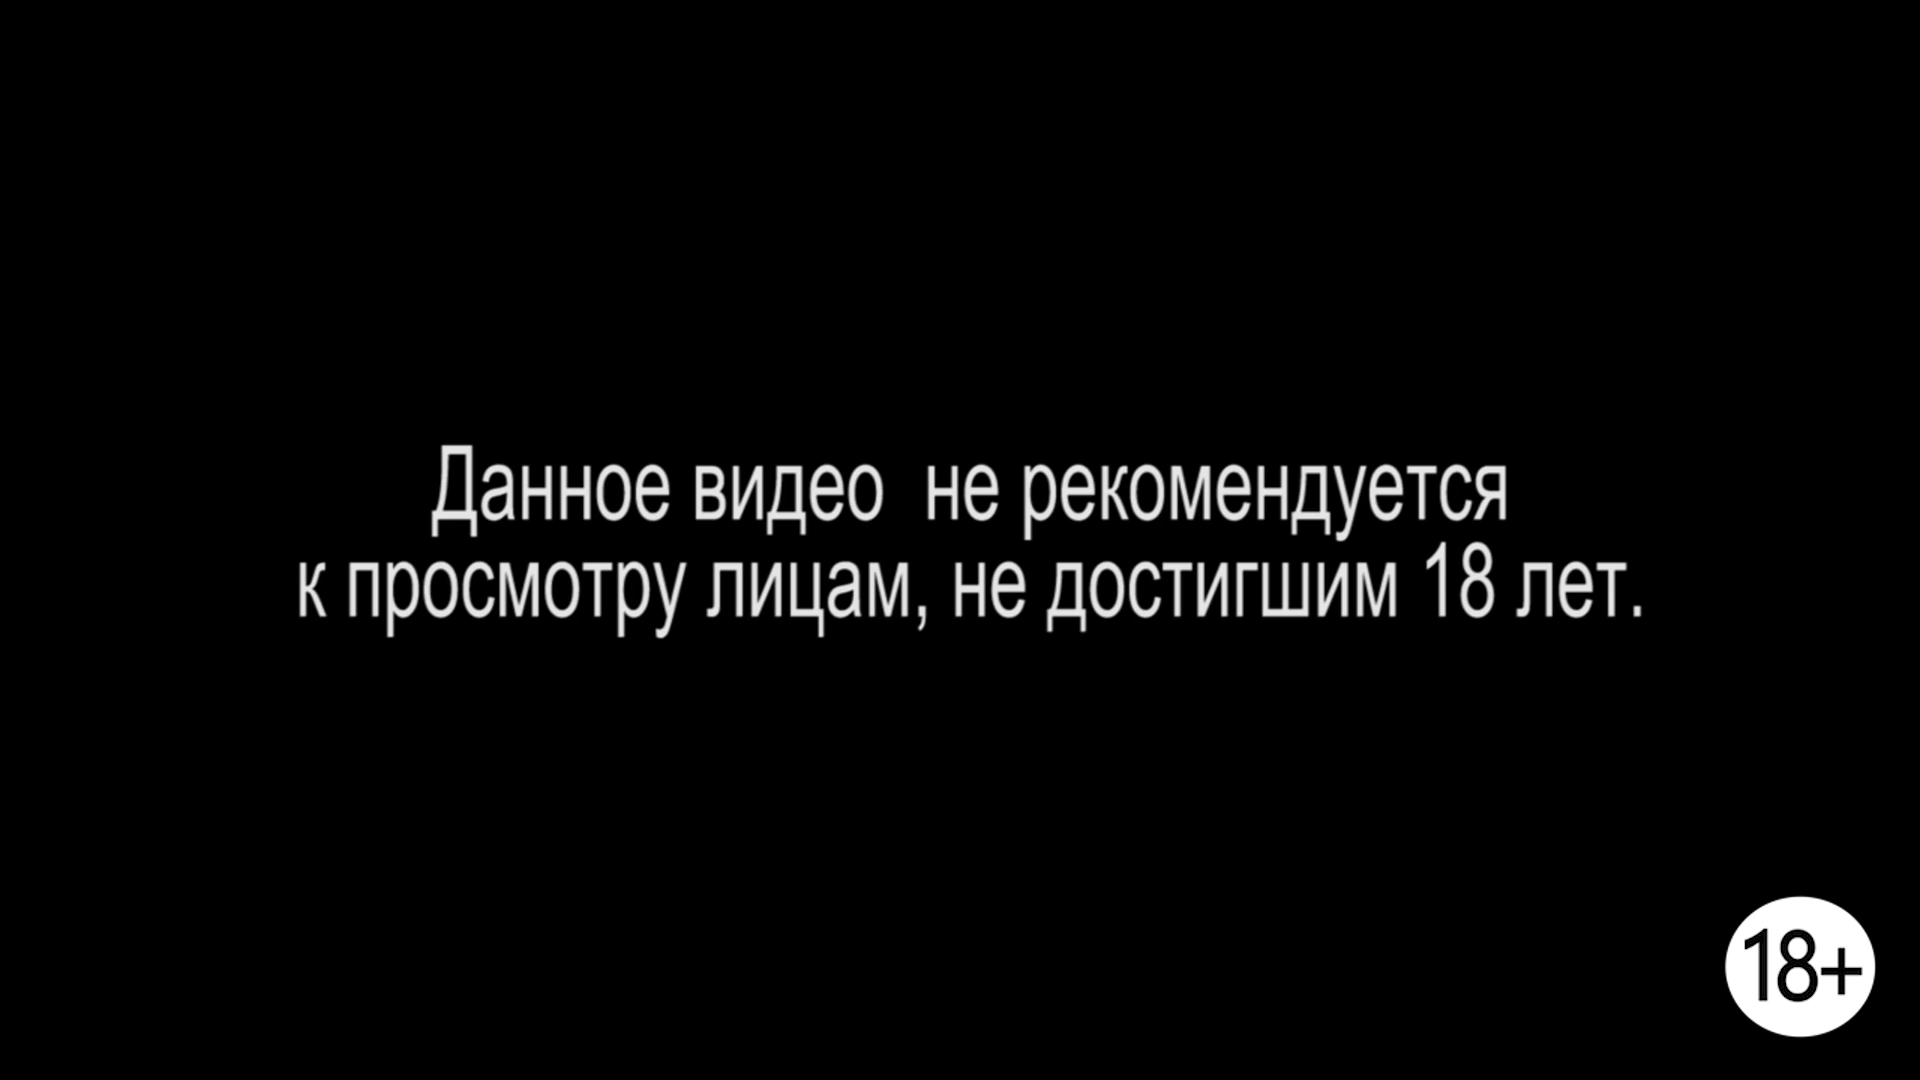 Данное видео  не рекомендуется
к просмотру лицам, не достигшим 18 лет.
18+